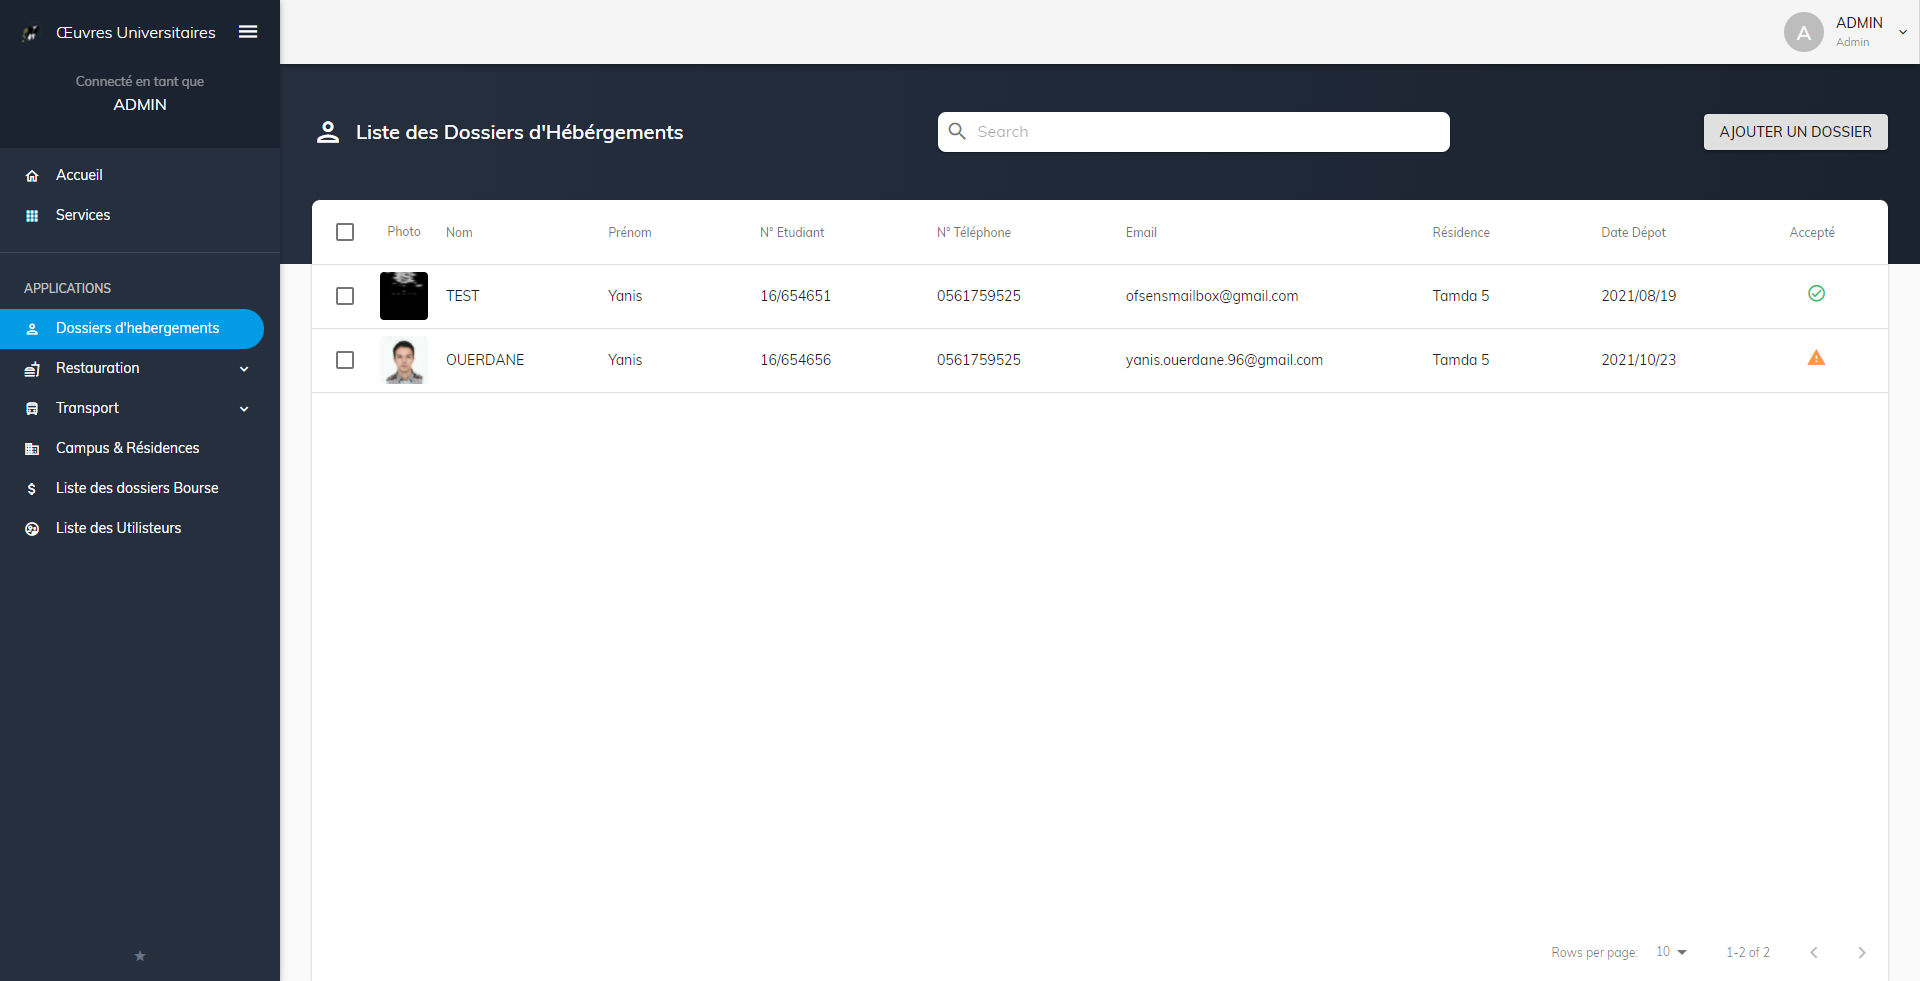 Œuvres Universitaires
Connecté en tant que
ADMIN
Accueil
Services
APPLICATIONS
Dossiers d'hebergements
Restauration
Transport
Campus & Résidences
Liste des dossiers Bourse
Liste des Utilisteurs
A
ADMIN
Admin
Liste des Dossiers d'Hébérgements
Search
AJOUTER UN DOSSIER
Photo Nom Prénom N° Etudiant N° Téléphone Email Résidence Date Dépot Accepté
TEST Yanis 16/654651 0561759525 ofsensmailbox@gmail.com Tamda 5 2021/08/19
OUERDANE Yanis 16/654656 0561759525 yanis.ouerdane.96@gmail.com Tamda 5 2021/10/23
Rows per page: 10 1-2 of 2